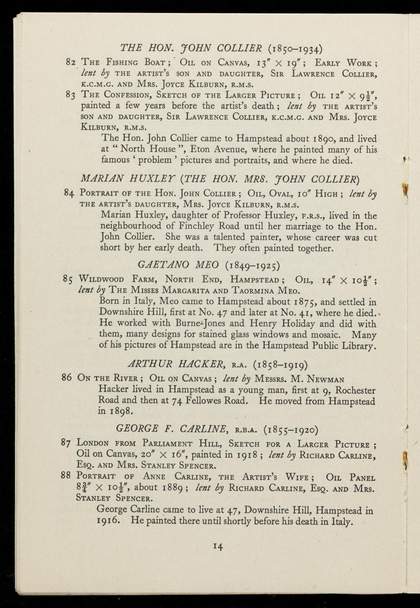 THE HON. JOHN COLLIER (1850-1934)
82 THE FISHING BOAT; OIL ON CANVAS, 13" × 19"; EARLY WORK;
lent by THE ARTIST'S SON AND DAUGHTER, SIR LAWRENCE COLLIER,
K.C.M.G. AND MRS. JOYCE KILBURN, R.M.S.
83 THE CONFESSION, SKETCH OF THE LARGER PICTURE; OIL 12" × 9½",
painted a few years before the artist's death; lent by THE ARTIST'S
SON AND DAUGHTER, SIR LAWRENCE COLLIER, K.C.M.G. AND MRS. JOYCE
KILBURN, R.M.S.
The Hon. John Collier came to Hampstead about 1890, and lived
at "North House", Eton Avenue, where he painted many of his
famous 'problem' pictures and portraits, and where he died.
MARIAN HUXLEY (THE HON. MRS. JOHN COLLIER)
84 PORTRAIT OF THE HON. JOHN COLLIER; OIL, OVAL, 10" HIGH; lent by
THE ARTIST'S DAUGHTER, MRS. JOYCE KILBURN, R.M.S.
Marian Huxley, daughter of Professor Huxley, F.R.S., lived in the
neighbourhood of Finchley Road until her marriage to the Hon.
John Collier. She was a talented painter, whose career was cut
short by her early death. They often painted together.
GAETANO MEO (1849-1925)
85 WILDWOOD FARM, NORTH END, HAMPSTEAD; OIL, 14" × 10½";
lent by THE MISSES MARGARITA AND TAORMINA MEO.
Born in Italy, Meo came to Hampstead about 1875, and settled in
Downshire Hill, first at No. 47 and later at No. 41, where he died.
He worked with Burne-Jones and Henry Holiday and did with
them, many designs for stained glass windows and mosaic. Many
of his pictures of Hampstead are in the Hampstead Public Library.
ARTHUR HACKER, R.A. (1858-1919)
86 ON THE RIVER; OIL ON CANVAS; lent by MESSRS. M. NEWMAN
Hacker lived in Hampstead as a young man, first at 9, Rochester
Road and then at 74 Fellowes Road. He moved from Hampstead
in 1898.
GEORGE F. CARLINE, R.B.A. (1855-1920)
87 LONDON FROM PARLIAMENT HILL, SKETCH FOR A LARGER PICTURE;
Oil on Canvas, 20" × 16", painted in 1918; lent by RICHARD CARLINE,
ESQ. AND MRS. STANLEY SPENCER.
88 PORTRAIT OF ANNE CARLINE, THE ARTIST'S WIFE; OIL PANEL
8¾" × 10½", about 1889; lent by RICHARD CARLINE, ESQ. AND MRS.
STANLEY SPENCER.
George Carline came to live at 47, Downshire Hill, Hampstead in
1916. He painted there until shortly before his death in Italy.
14